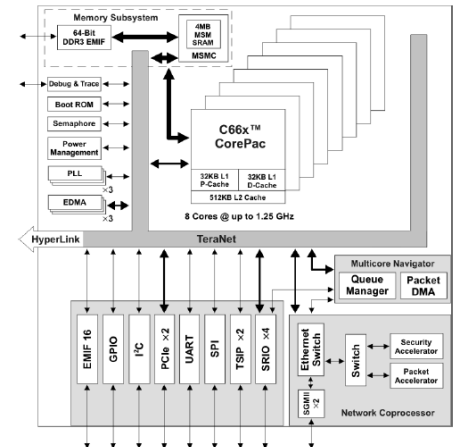 Memory Subsystem
64-Bit
DDR3 EMIF
4MB
MSM
SRAM
MSMC
Debug & Trace
Boot ROM
Semaphore
Power
Management
PLL
×3
EDMA
×3
C66x™
CorePac
32KB L1
P-Cache
32KB L1
D-Cache
512KB L2 Cache
8 Cores @ up to 1.25 GHz
HyperLink
TeraNet
Multicore Navigator
Queue
Manager
Packet
DMA
EMIF 16
GPIO
I²C
PCIe ×2
UART
SPI
TSIP ×2
SRIO ×4
Ethernet
Switch
SGMII
×2
Switch
Security
Accelerator
Packet
Accelerator
Network Coprocessor